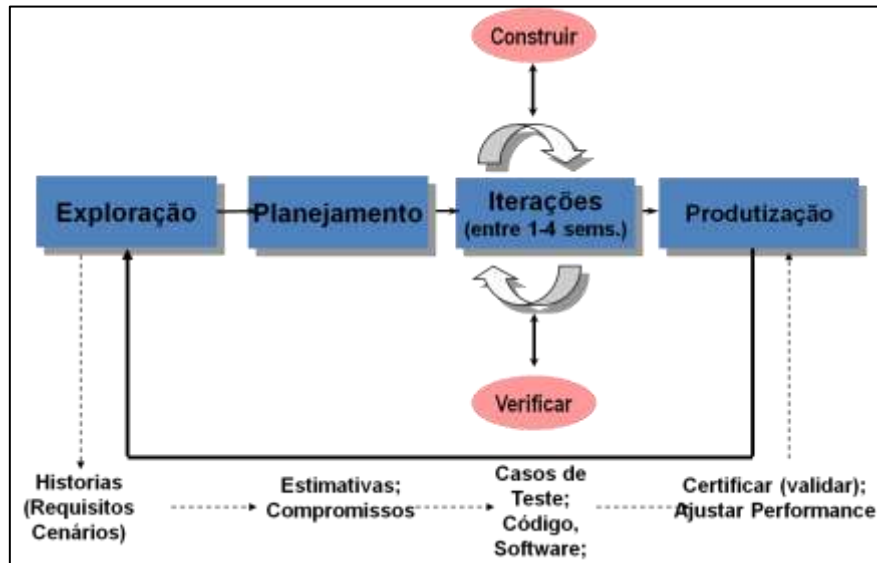 Construir
Exploração
Planejamento
Iterações
(entre 1-4 sems.)
Produtização
Verificar
Historias
(Requisitos
Cenários)
Estimativas;
Compromissos
Casos de
Teste;
Código,
Software;
Certificar (validar);
Ajustar Performance